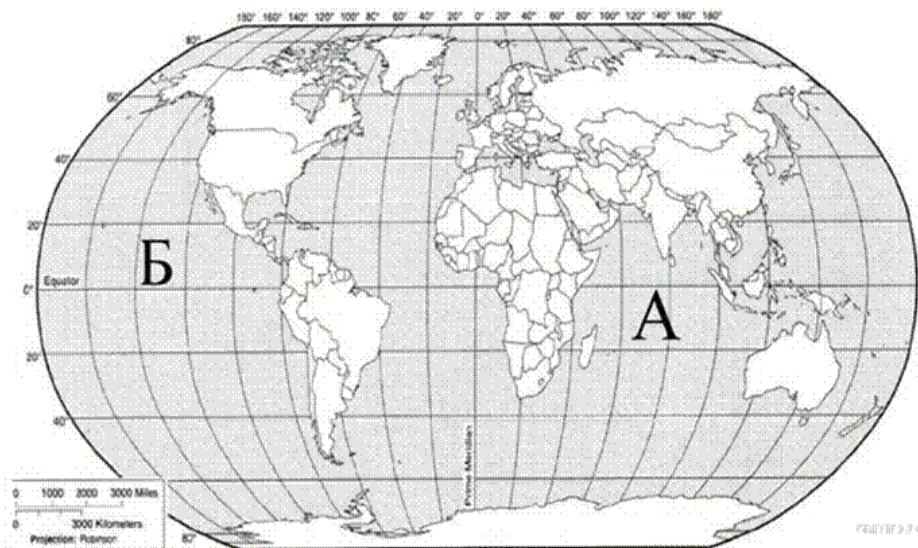 180° 160° 140° 120° 100° 80° 60° 40° 20° 0° 20° 40° 60° 80° 100° 120° 140° 160° 180°
80°
60°
40°
20°
Б
Equator
0°
А
20°
40°
Prime Meridian
0 1000 2000 3000 Miles
0 3000 Kilometers
Projection: Robinson
80°